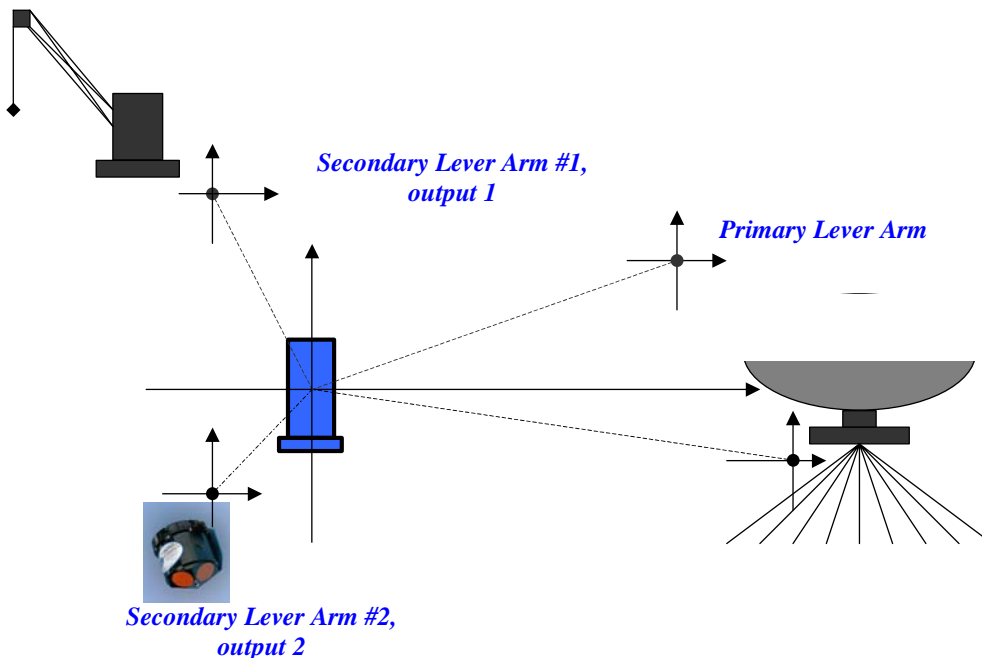 Secondary Lever Arm #1,
output 1
Primary Lever Arm
Secondary Lever Arm #2,
output 2